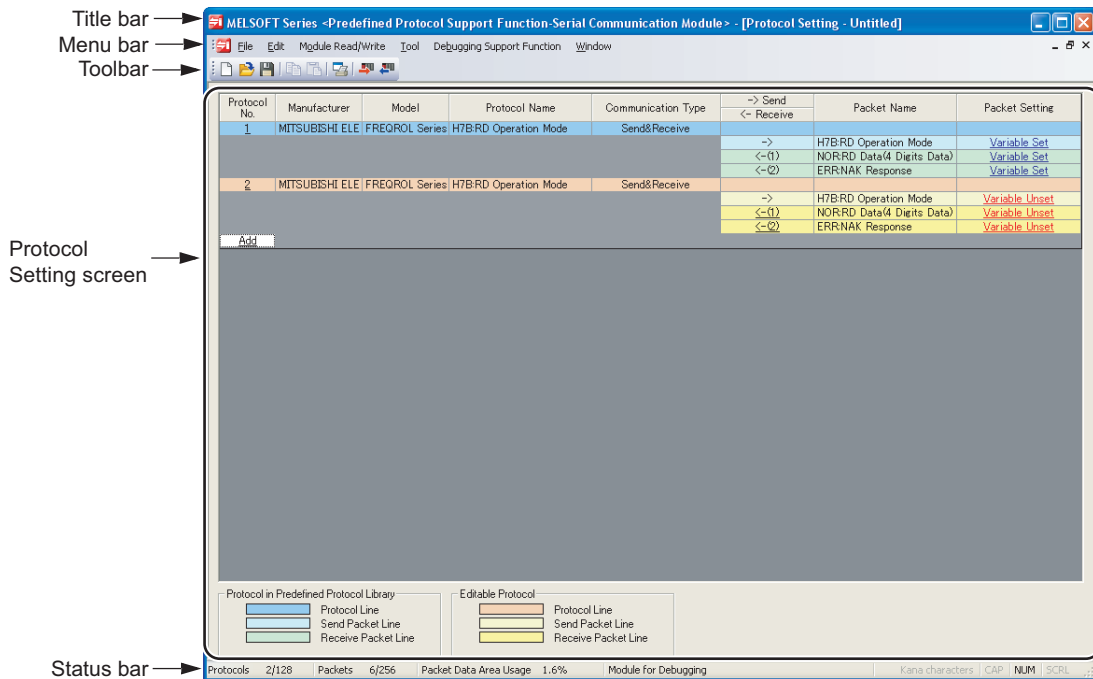 Title bar
MELSOFT Series <Predefined Protocol Support Function-Serial Communication Module> - [Protocol Setting - Untitled]
Menu bar
File Edit Module Read/Write Tool Debugging Support Function Window
Toolbar
Protocol No. Manufacturer Model Protocol Name Communication Type -> Send <- Receive Packet Name Packet Setting
1 MITSUBISHI ELE FREQROL Series H7B:RD Operation Mode Send&Receive
-> H7B:RD Operation Mode Variable Set
<-(1) NOR:RD Data(4 Digits Data) Variable Set
<-(2) ERR:NAK Response Variable Set
2 MITSUBISHI ELE FREQROL Series H7B:RD Operation Mode Send&Receive
-> H7B:RD Operation Mode Variable Unset
<-(1) NOR:RD Data(4 Digits Data) Variable Unset
<-(2) ERR:NAK Response Variable Unset
Add
Protocol
Setting screen
Protocol in Predefined Protocol Library Editable Protocol
Protocol Line Protocol Line
Send Packet Line Send Packet Line
Receive Packet Line Receive Packet Line
Status bar
Protocols 2/128 Packets 6/256 Packet Data Area Usage 1.6% Module for Debugging Kana characters CAP NUM SCRL